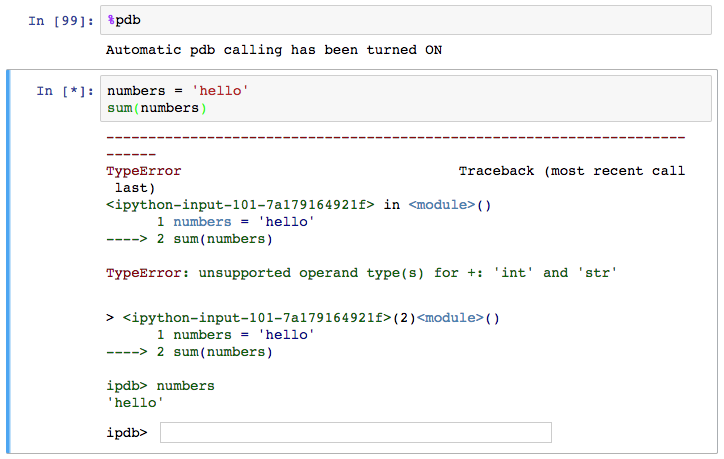 In [99]: %pdb
Automatic pdb calling has been turned ON
In [*]: numbers = 'hello'
sum(numbers)
---------------------------------------------------------------------
------
TypeError                                 Traceback (most recent call
 last)
<ipython-input-101-7a179164921f> in <module>()
      1 numbers = 'hello'
----> 2 sum(numbers)
TypeError: unsupported operand type(s) for +: 'int' and 'str'
> <ipython-input-101-7a179164921f>(2)<module>()
      1 numbers = 'hello'
----> 2 sum(numbers)
ipdb> numbers
'hello'
ipdb>